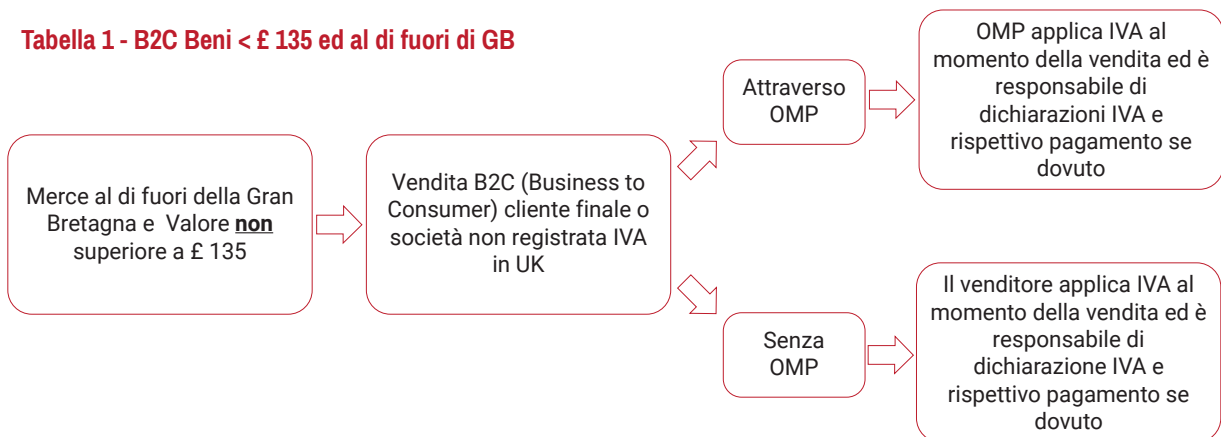 Tabella 1 - B2C Beni < £ 135 ed al di fuori di GB
Merce al di fuori della Gran
Bretagna e Valore non
superiore a £ 135
Vendita B2C (Business to
Consumer) cliente finale o
società non registrata IVA
in UK
Attraverso
OMP
OMP applica IVA al
momento della vendita ed è
responsabile di
dichiarazioni IVA e
rispettivo pagamento se
dovuto
Senza
OMP
Il venditore applica IVA al
momento della vendita ed è
responsabile di
dichiarazione IVA e
rispettivo pagamento se
dovuto